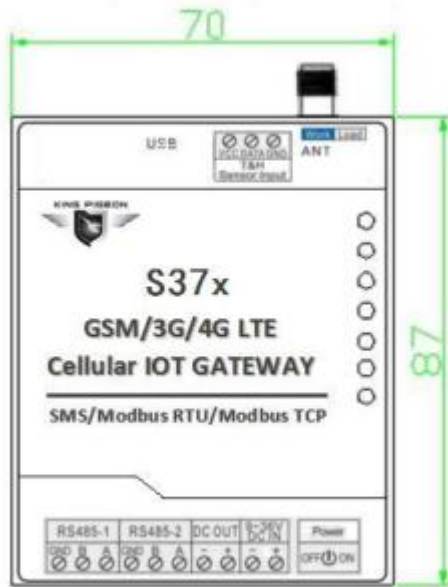 70
USB
VCC DATA GND
T&H
Sensor Input
Work Load
ANT
KING PIGEON
S37x
GSM/3G/4G LTE
Cellular IOT GATEWAY
SMS/Modbus RTU/Modbus TCP
87
RS485-1 RS485-2 DC OUT 9~36V DC IN Power
GND B A GND B A - + - + OFF ON